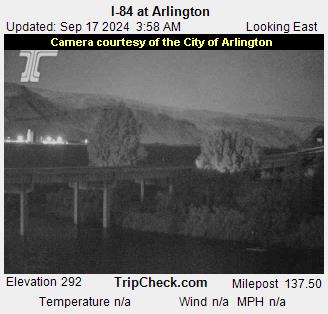 I-84 at Arlington
Updated: Sep 17 2024 3:58 AM Looking East
Camera courtesy of the City of Arlington
Elevation 292 TripCheck.com Milepost 137.50
Temperature n/a Wind n/a MPH n/a